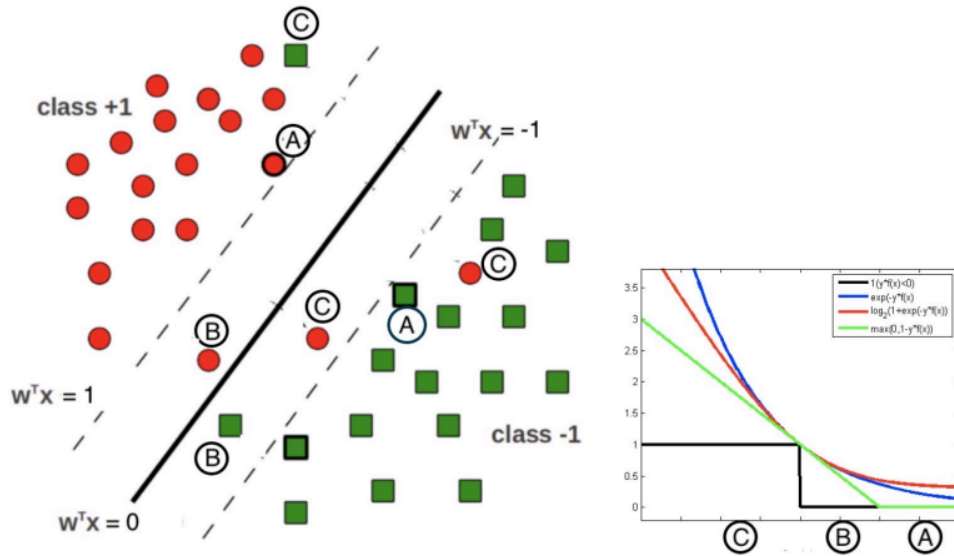 C
class +1
A
wᵀx = -1
C
C
A
B
wᵀx = 1
class -1
B
wᵀx = 0
1(y*f(x)<0)
exp(-y*f(x)
log₂(1+exp(-y*f(x))
max(0,1-y*f(x))
3.5
3
2.5
2
1.5
1
0.5
0
C B A